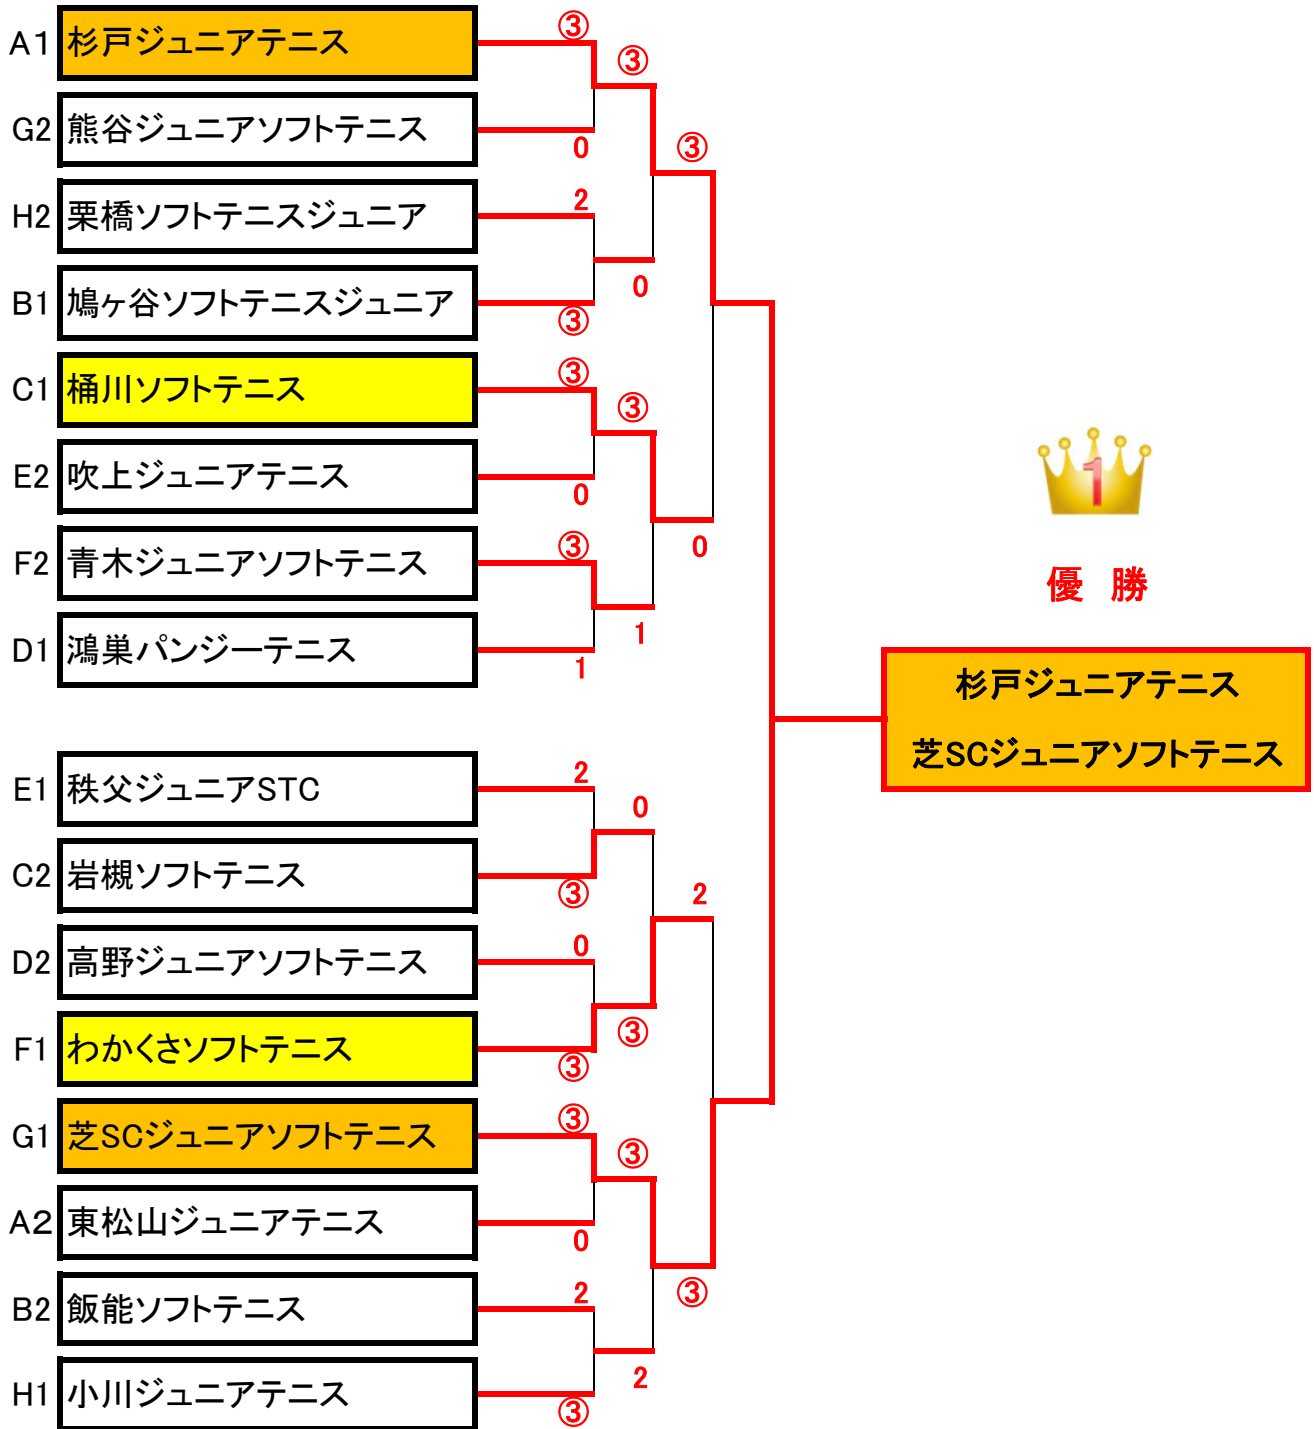 A1 杉戸ジュニアテニス ③
③
G2 熊谷ジュニアソフトテニス 0
③
H2 栗橋ソフトテニスジュニア 2
0
B1 鳩ヶ谷ソフトテニスジュニア ③
C1 桶川ソフトテニス ③
③
E2 吹上ジュニアテニス 0
0
F2 青木ジュニアソフトテニス ③
1
D1 鴻巣パンジーテニス 1
1
優 勝
杉戸ジュニアテニス
芝SCジュニアソフトテニス
E1 秩父ジュニアSTC 2
0
C2 岩槻ソフトテニス ③
2
D2 高野ジュニアソフトテニス 0
③
F1 わかくさソフトテニス ③
G1 芝SCジュニアソフトテニス ③
③
A2 東松山ジュニアテニス 0
③
B2 飯能ソフトテニス 2
2
H1 小川ジュニアテニス ③